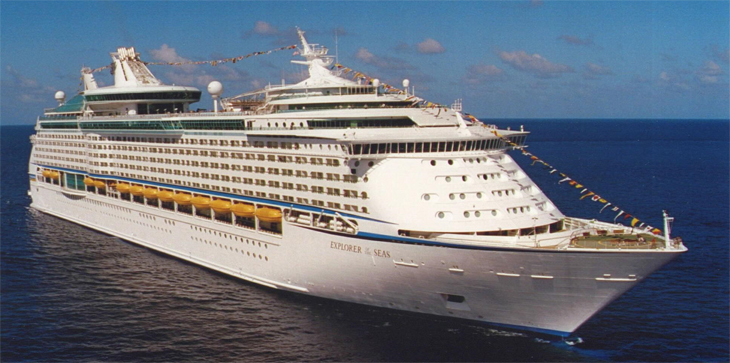 EXPLORER OF THE SEAS